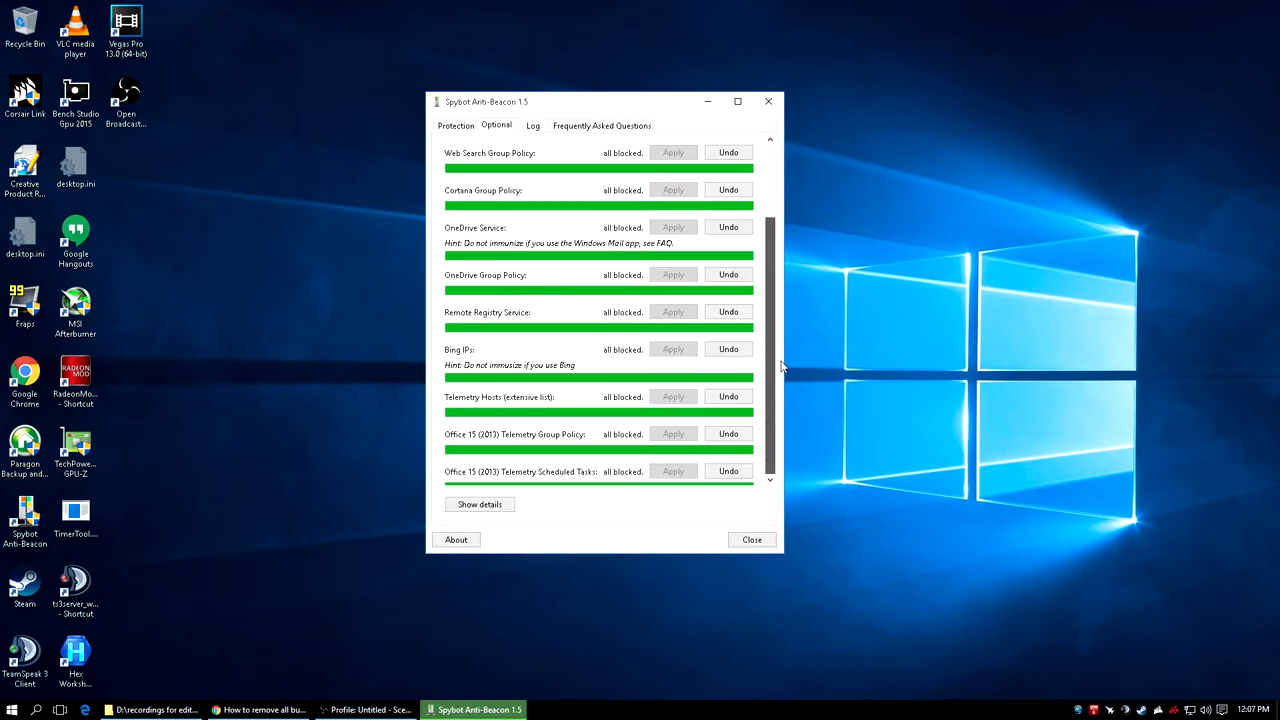 Recycle Bin
VLC media
player
Vegas Pro
13.0 (64-bit)
Corsair Link
Bench Studio
Gpu 2015
Open
Broadcast...
Creative
Product R...
desktop.ini
desktop.ini
Google
Hangouts
99
Fraps
MSI
Afterburner
Google
Chrome
RADEON
MOD
RadeonMo...
- Shortcut
Paragon
Backup and...
TechPowe...
GPU-Z
Spybot
Anti-Beacon
TimerTool....
Steam
ts3server_w...
- Shortcut
TeamSpeak 3
Client
Hex
Worksh...
Spybot Anti-Beacon 1.5
Protection Optional Log Frequently Asked Questions
Web Search Group Policy: all blocked. Apply Undo
Cortana Group Policy: all blocked. Apply Undo
OneDrive Service: all blocked. Apply Undo
Hint: Do not immunize if you use the Windows Mail app, see FAQ.
OneDrive Group Policy: all blocked. Apply Undo
Remote Registry Service: all blocked. Apply Undo
Bing IPs: all blocked. Apply Undo
Hint: Do not immusize if you use Bing
Telemetry Hosts (extensive list): all blocked. Apply Undo
Office 15 (2013) Telemetry Group Policy: all blocked. Apply Undo
Office 15 (2013) Telemetry Scheduled Tasks: all blocked. Apply Undo
Show details
About Close
D:\recordings for edit... How to remove all bu... Profile: Untitled - Sce... Spybot Anti-Beacon 1.5 12:07 PM